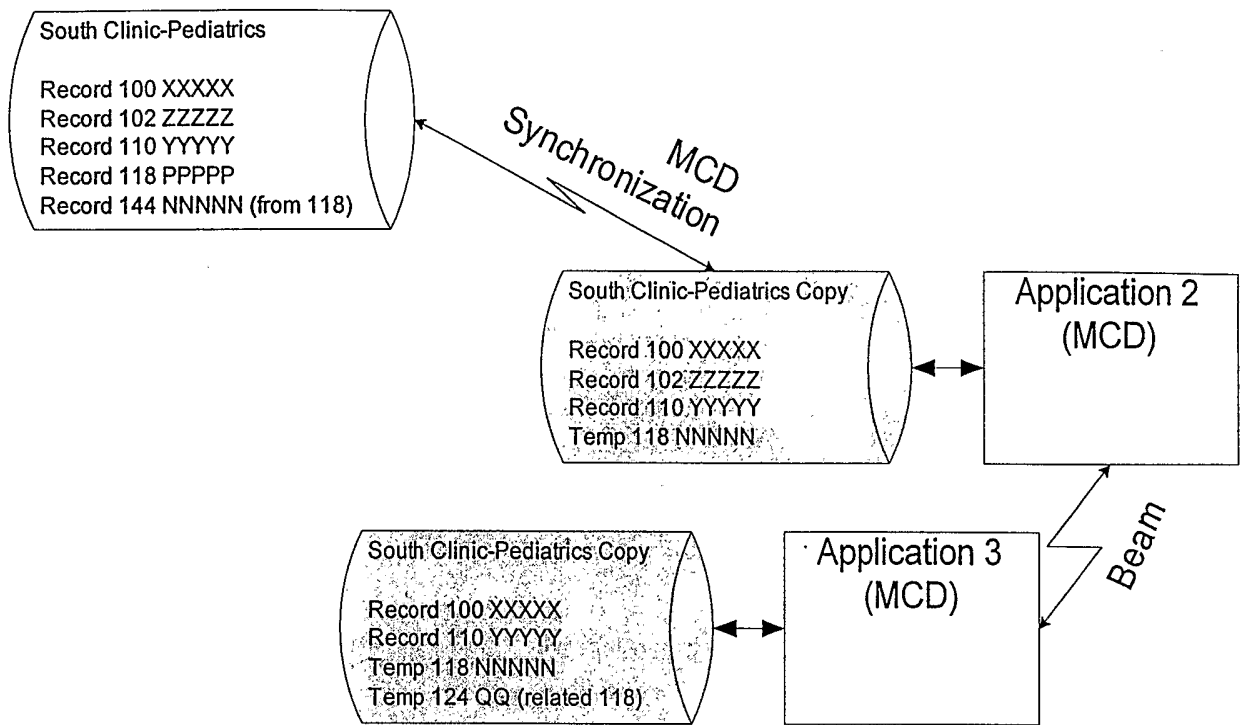 South Clinic-Pediatrics
Record 100 XXXXX
Record 102 ZZZZZ
Record 110 YYYYY
Record 118 PPPPP
Record 144 NNNNN (from 118)
MCD
Synchronization
South Clinic-Pediatrics Copy
Record 100 XXXXX
Record 102 ZZZZZ
Record 110 YYYYY
Temp 118 NNNNN
Application 2
(MCD)
Beam
South Clinic-Pediatrics Copy
Record 100 XXXXX
Record 110 YYYYY
Temp 118 NNNNN
Temp 124 QQ (related 118)
Application 3
(MCD)